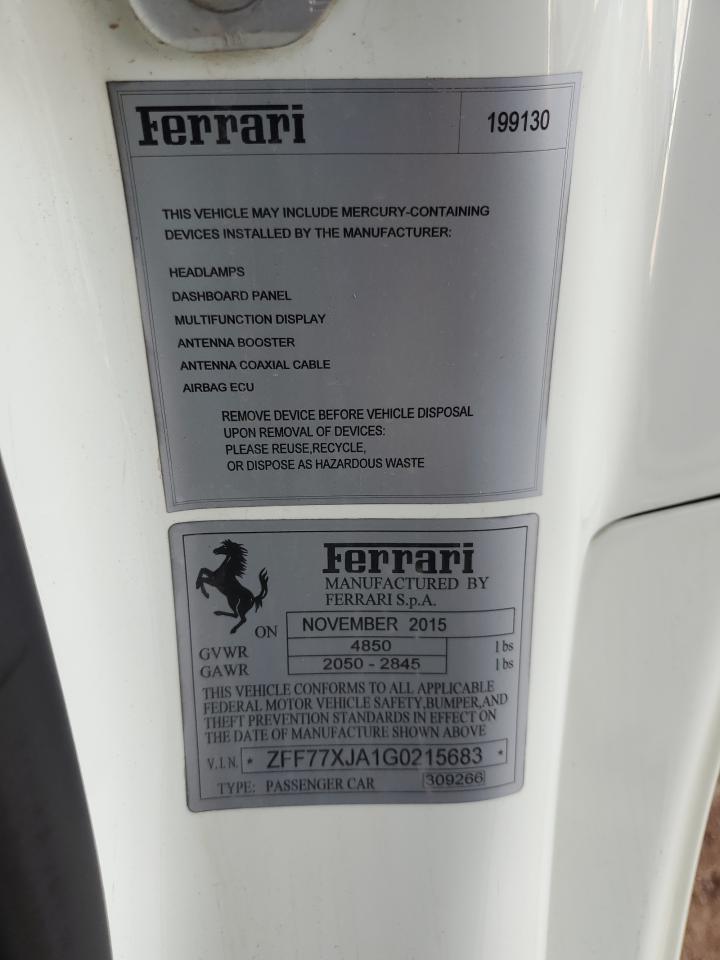 Ferrari 199130
THIS VEHICLE MAY INCLUDE MERCURY-CONTAINING
DEVICES INSTALLED BY THE MANUFACTURER:
HEADLAMPS
DASHBOARD PANEL
MULTIFUNCTION DISPLAY
ANTENNA BOOSTER
ANTENNA COAXIAL CABLE
AIRBAG ECU
REMOVE DEVICE BEFORE VEHICLE DISPOSAL
UPON REMOVAL OF DEVICES:
PLEASE REUSE,RECYCLE,
OR DISPOSE AS HAZARDOUS WASTE
Ferrari
MANUFACTURED BY
FERRARI S.p.A.
ON NOVEMBER 2015
GVWR 4850 lbs
GAWR 2050 - 2845 lbs
THIS VEHICLE CONFORMS TO ALL APPLICABLE
FEDERAL MOTOR VEHICLE SAFETY,BUMPER,AND
THEFT PREVENTION STANDARDS IN EFFECT ON
THE DATE OF MANUFACTURE SHOWN ABOVE
V.I.N. * ZFF77XJA1G0215683 *
TYPE: PASSENGER CAR 309266